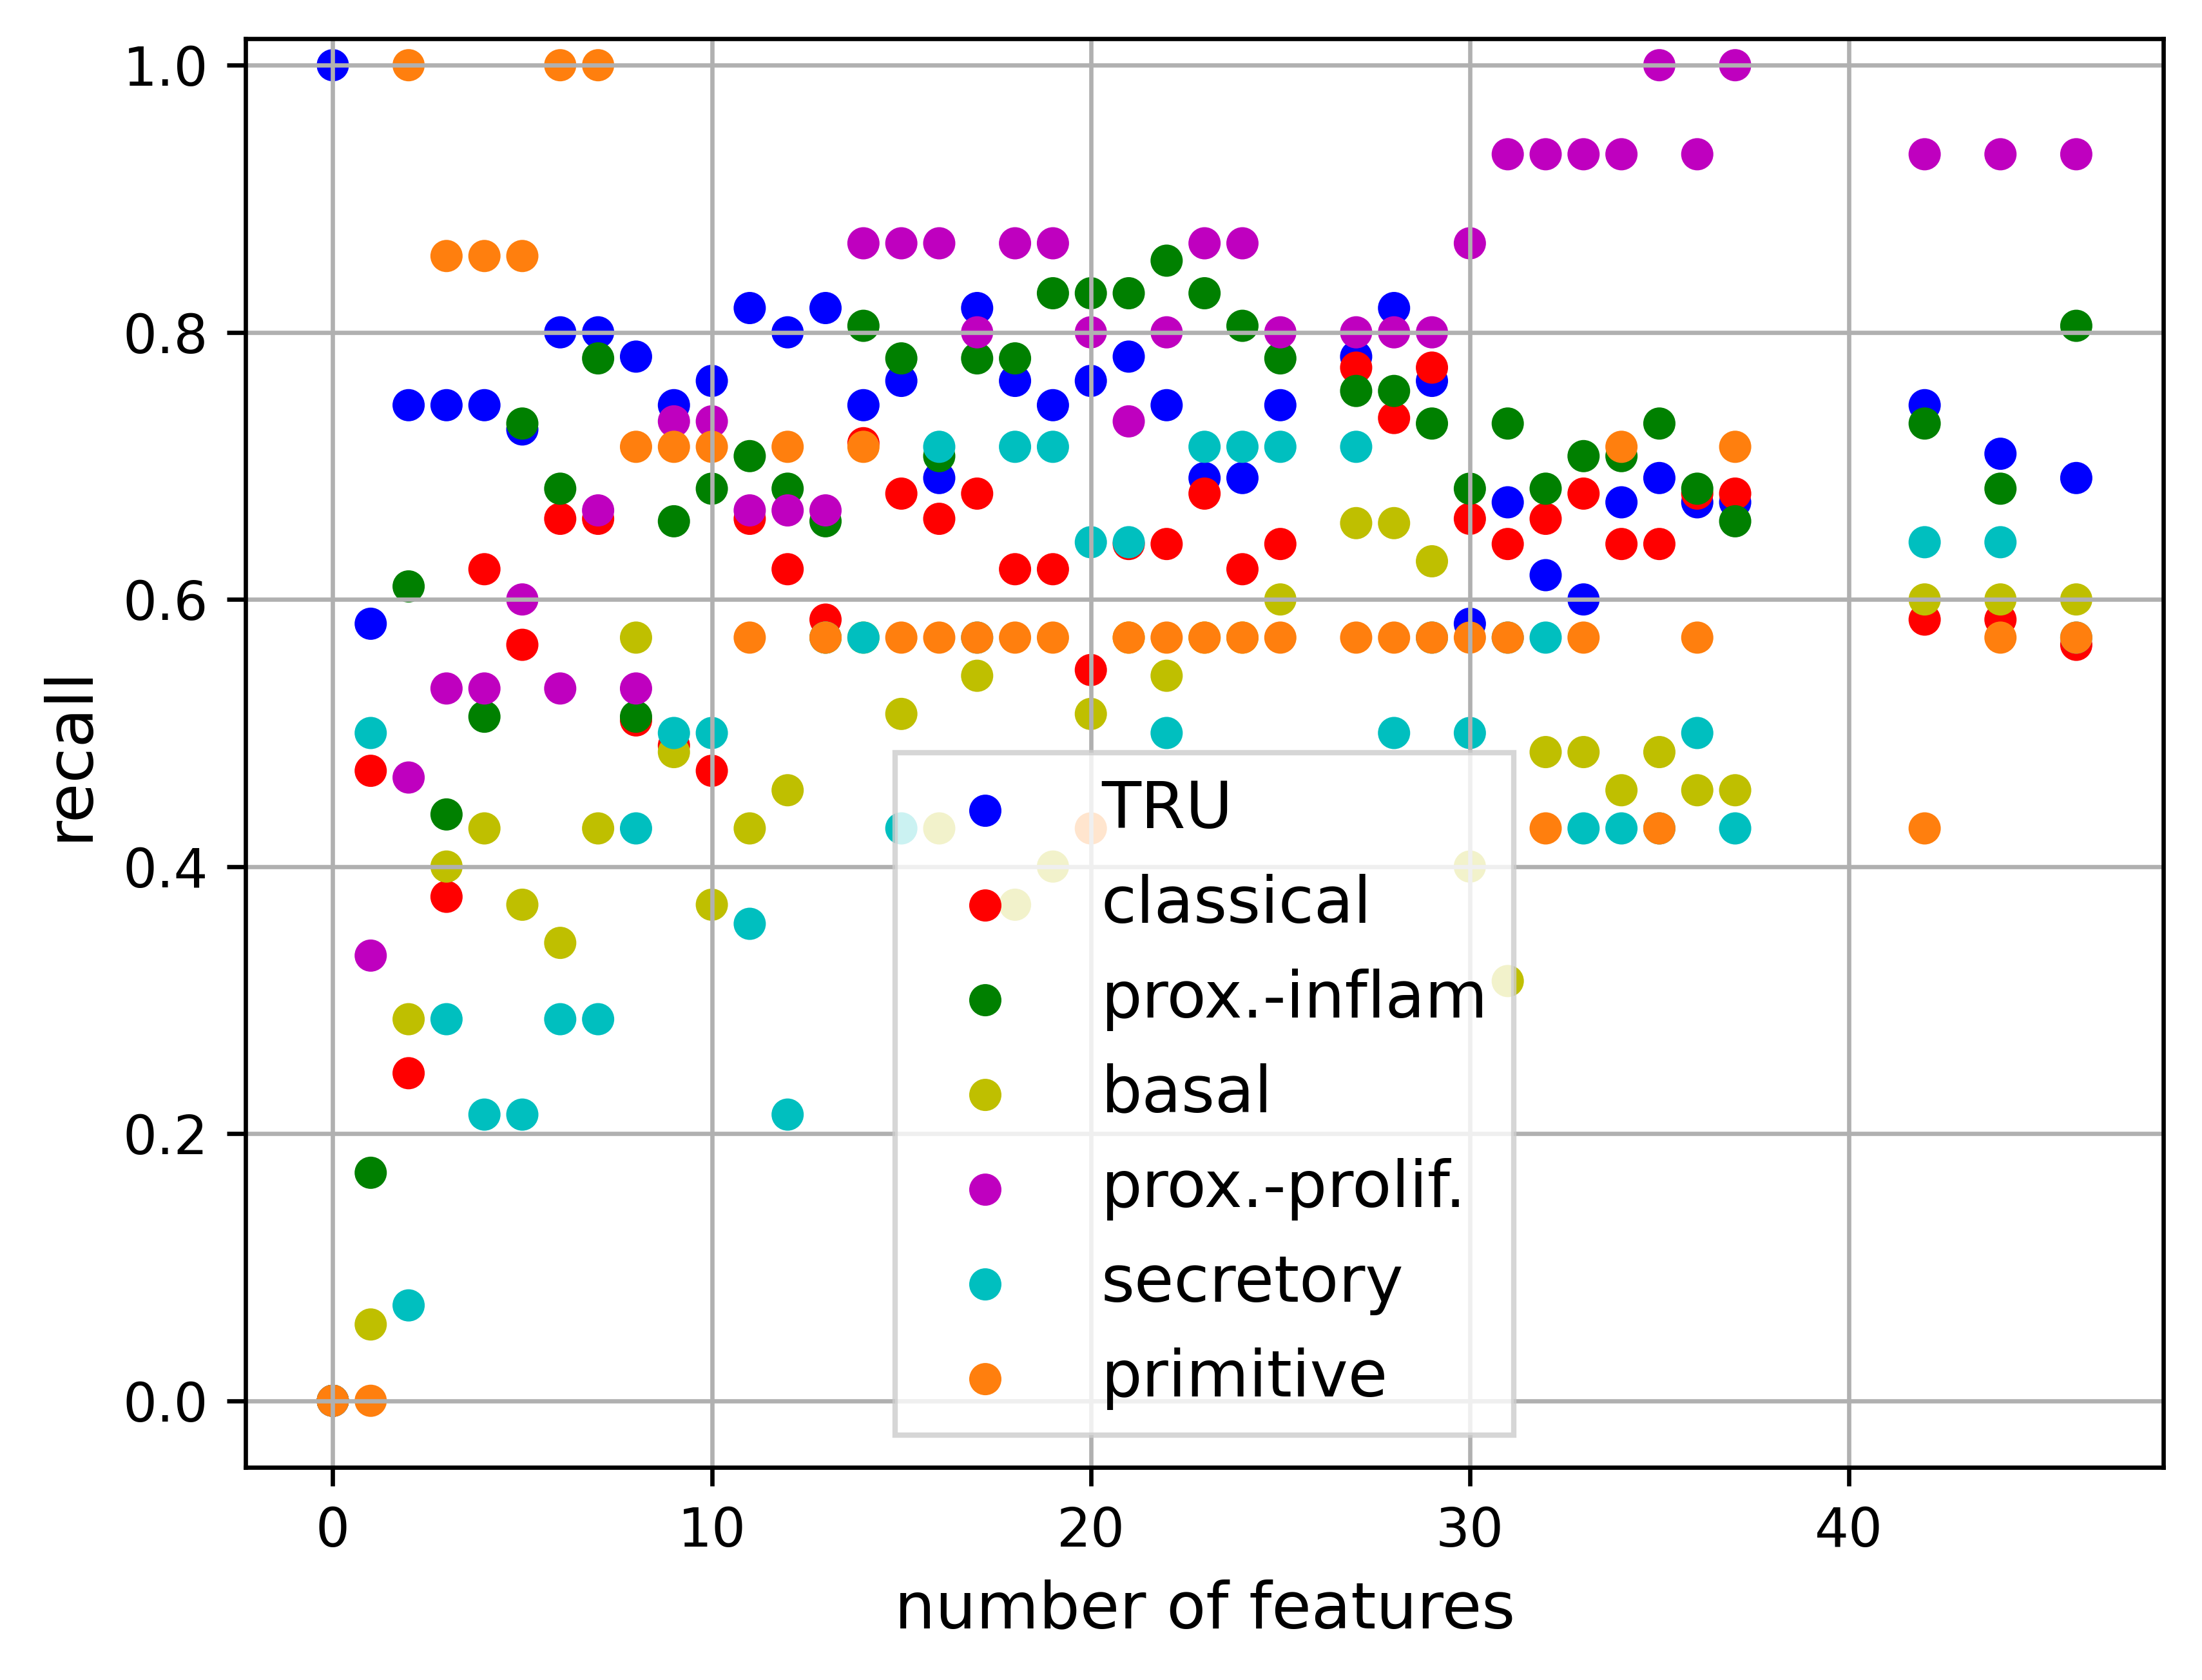 1.0
0.8
0.6
0.4
0.2
0.0
recall
TRU
classical
prox.-inflam
basal
prox.-prolif.
secretory
primitive
0 10 20 30 40
number of features